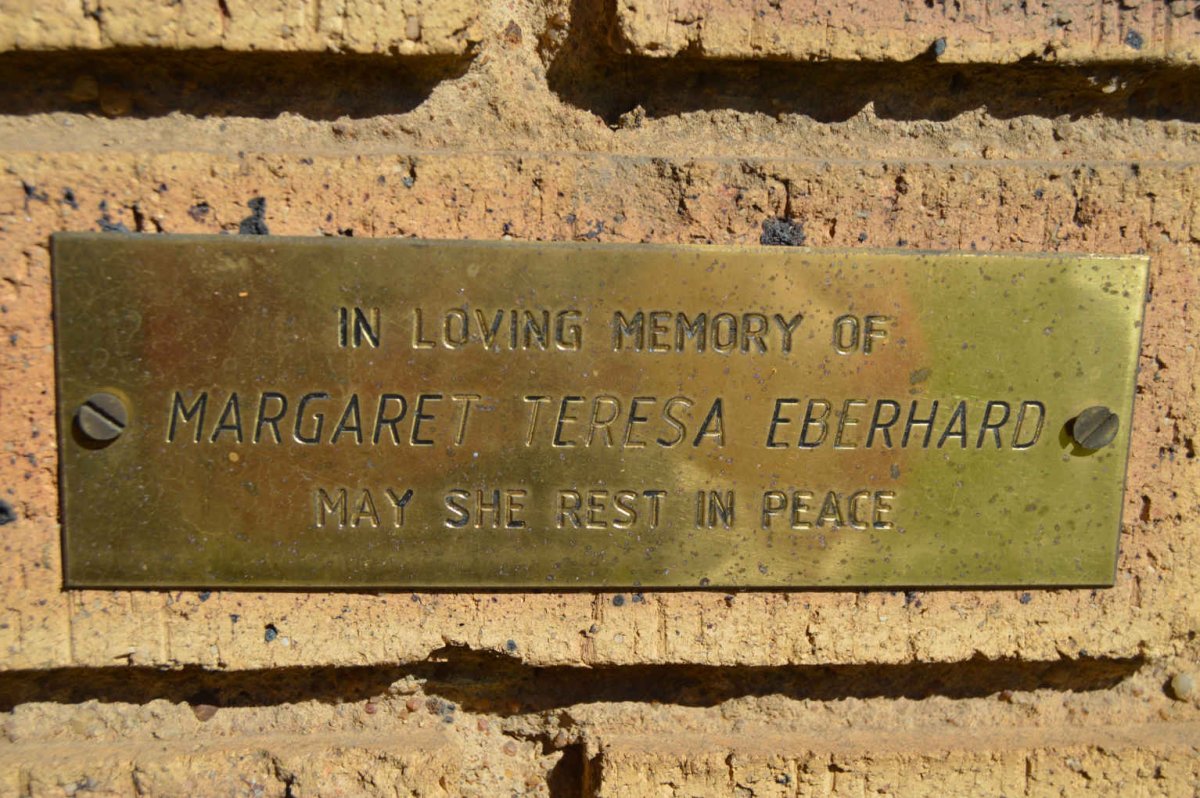 IN LOVING MEMORY OF
MARGARET TERESA EBERHARD
MAY SHE REST IN PEACE